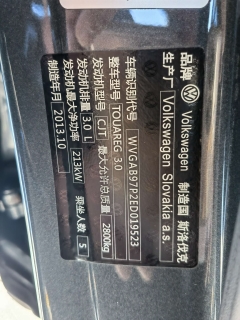 品牌 Volkswagen 制造国 斯洛伐克
生产厂 Volkswagen Slovakia a.s.
车辆识别代号 WVGAB97P2ED019523
整车型号 TOUAREG 3.0
发动机型号 CJT 最大允许总质量 2800kg
发动机排量 3.0 L
发动机最大净功率 213kW 乘坐人数 5
制造年月 2013.10